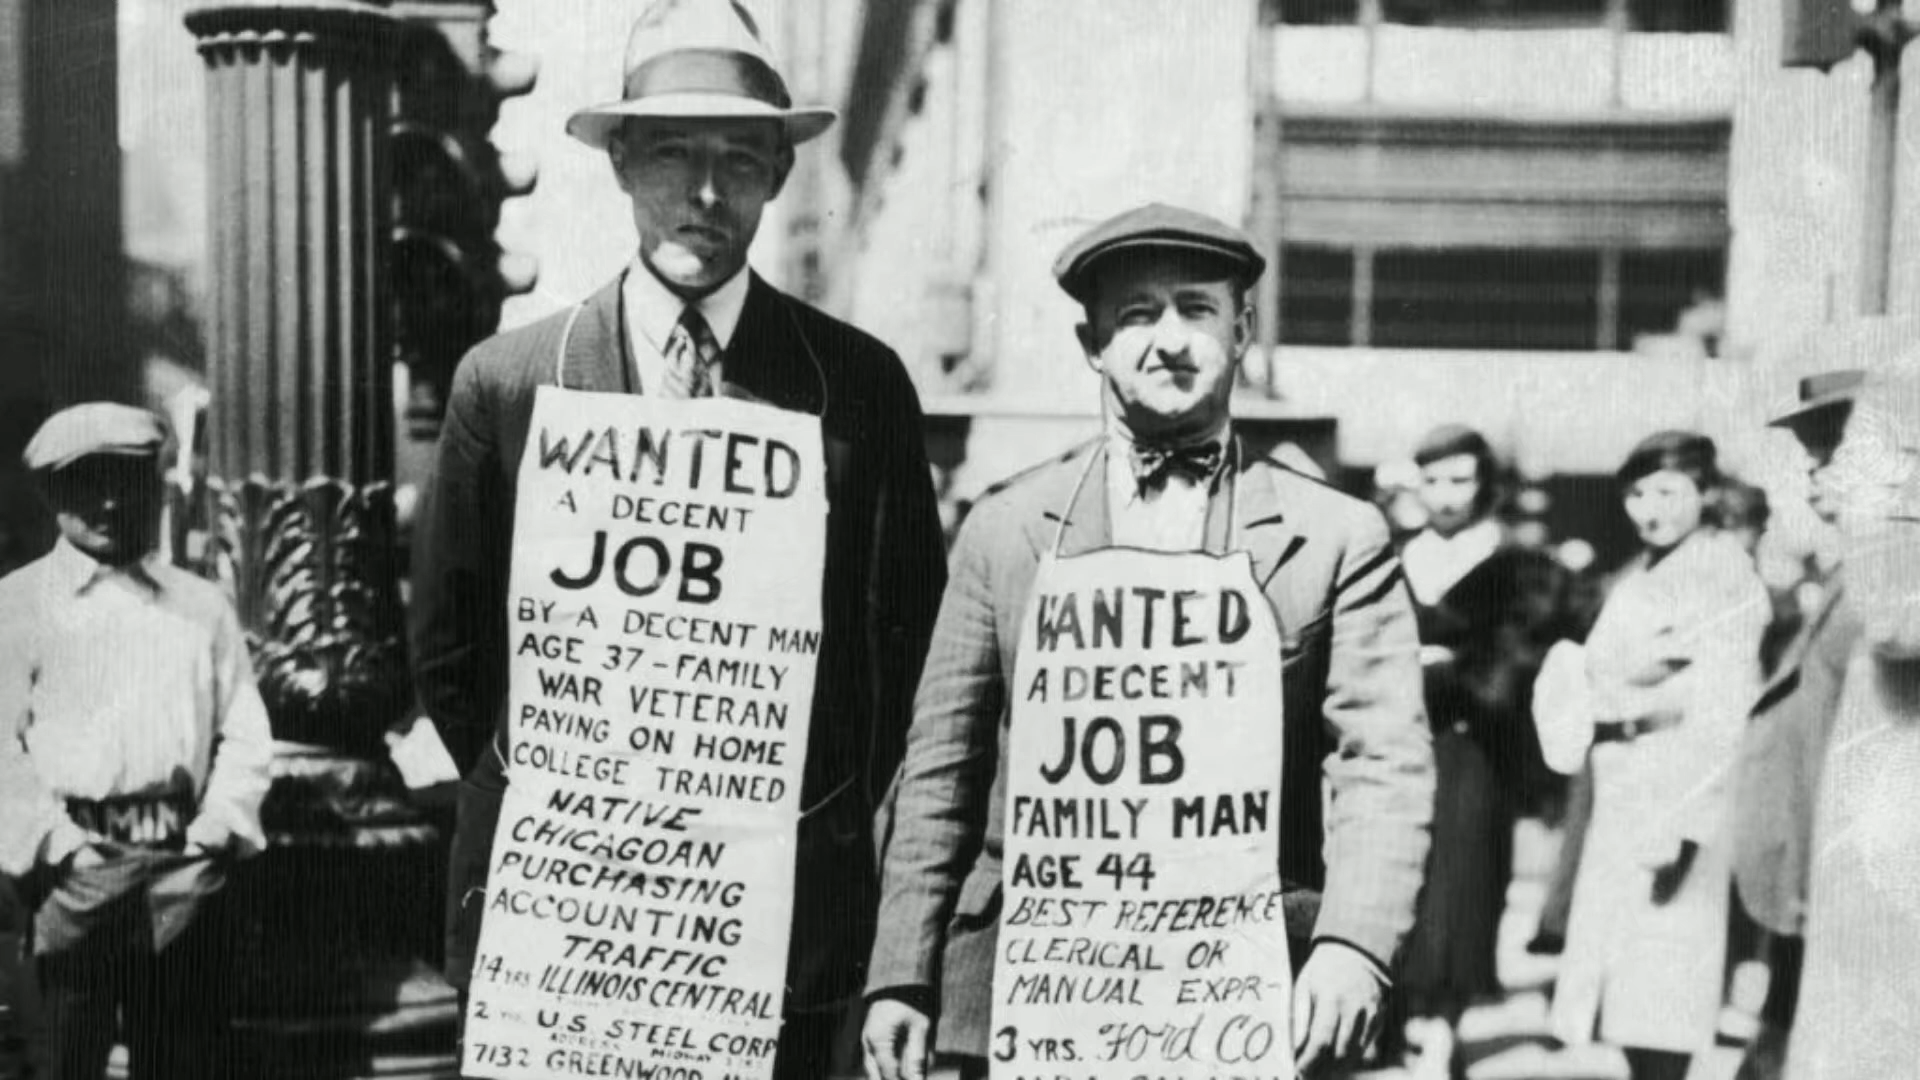 WANTED
A DECENT
JOB
BY A DECENT MAN
AGE 37-FAMILY
WAR VETERAN
PAYING ON HOME
COLLEGE TRAINED
NATIVE
CHICAGOAN
PURCHASING
ACCOUNTING
TRAFFIC
14 YRS ILLINOIS CENTRAL
2 U.S. STEEL CORP
ADDRESS MIDWAY
7132 GREENWOOD
WANTED
A DECENT
JOB
FAMILY MAN
AGE 44
BEST REFERENCE
CLERICAL OR
MANUAL EXPR-
3 YRS. Ford Co